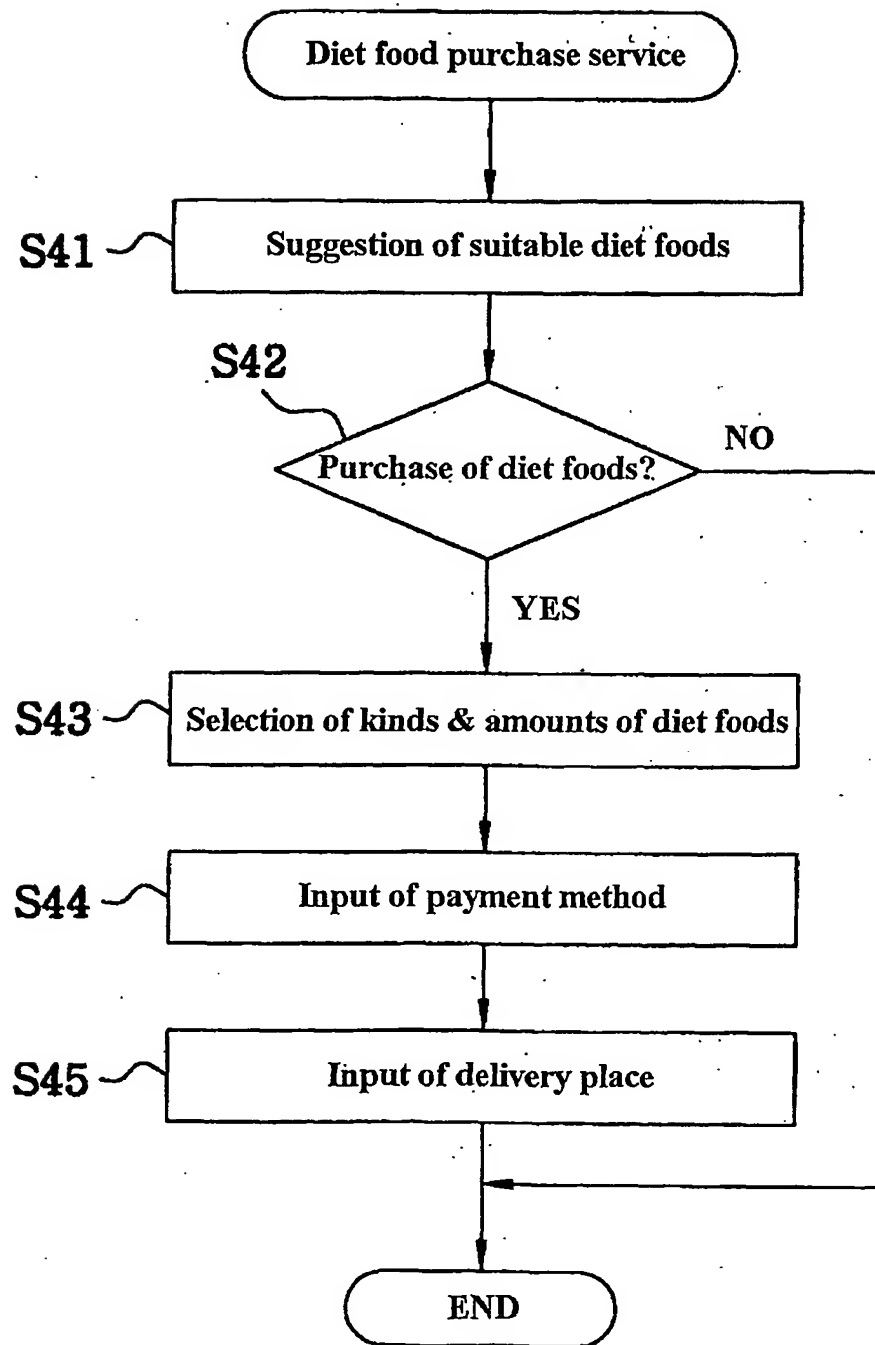 Diet food purchase service
S41
Suggestion of suitable diet foods
S42
Purchase of diet foods?
NO
YES
S43
Selection of kinds & amounts of diet foods
S44
Input of payment method
S45
Input of delivery place
END